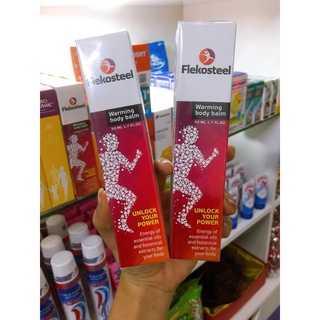 Flekosteel
Warming
body balm
50 ML 1.7 FL.OZ
UNLOCK
YOUR
POWER
Energy of
essential oils
and botanical
extracts for
your body
Flekosteel
Warming
body balm
50 ML 1.7 FL.OZ
UNLOCK
YOUR
POWER
Energy of
essential oils
and botanical
extracts for
your body